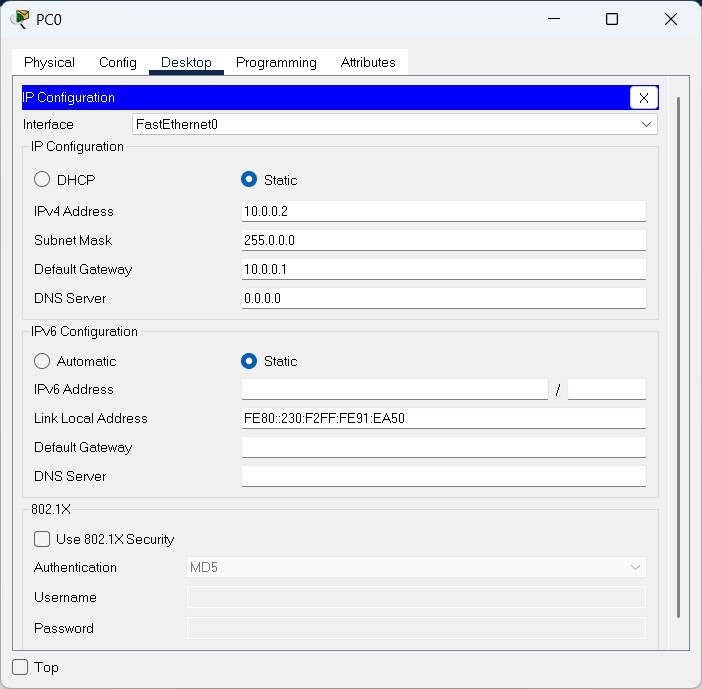 PC0
Physical Config Desktop Programming Attributes
IP Configuration X
Interface FastEthernet0
IP Configuration
DHCP Static
IPv4 Address 10.0.0.2
Subnet Mask 255.0.0.0
Default Gateway 10.0.0.1
DNS Server 0.0.0.0
IPv6 Configuration
Automatic Static
IPv6 Address /
Link Local Address FE80::230:F2FF:FE91:EA50
Default Gateway
DNS Server
802.1X
Use 802.1X Security
Authentication MD5
Username
Password
Top